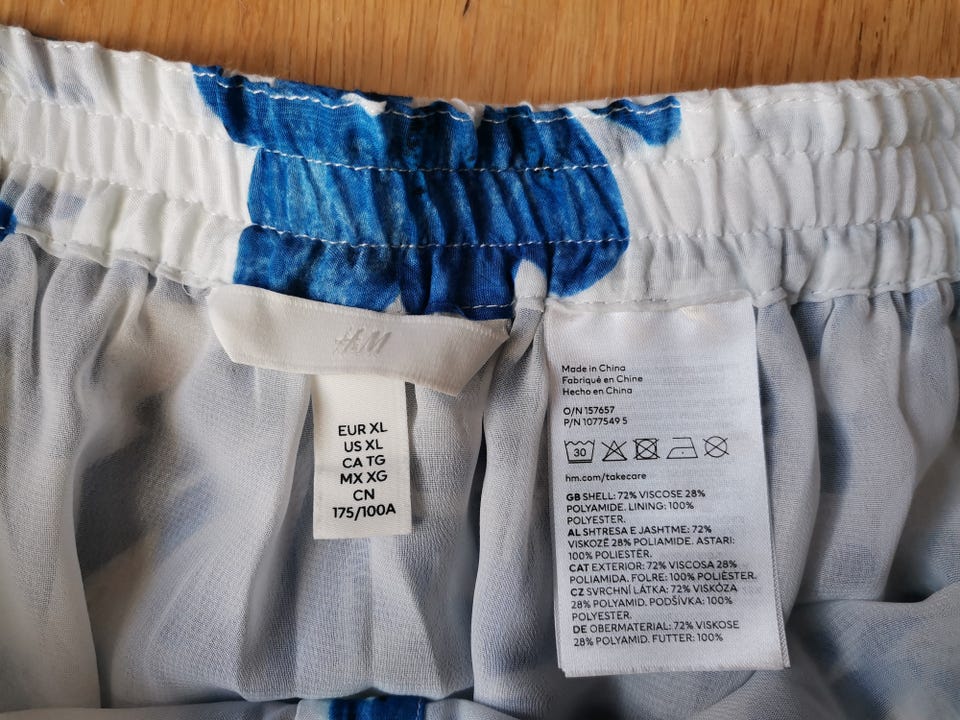 H&M
EUR XL
US XL
CA TG
MX XG
CN
175/100A
Made in China
Fabriqué en Chine
Hecho en China
O/N 157657
P/N 1077549 5
30
hm.com/takecare
GB SHELL: 72% VISCOSE 28%
POLYAMIDE. LINING: 100%
POLYESTER.
AL SHTRESA E JASHTME: 72%
VISKOZË 28% POLIAMIDE. ASTARI:
100% POLIESTËR.
CAT EXTERIOR: 72% VISCOSA 28%
POLIAMIDA. FOLRE: 100% POLIÈSTER.
CZ SVRCHNÍ LÁTKA: 72% VISKÓZA
28% POLYAMID. PODŠÍVKA: 100%
POLYESTER.
DE OBERMATERIAL: 72% VISKOSE
28% POLYAMID. FUTTER: 100%